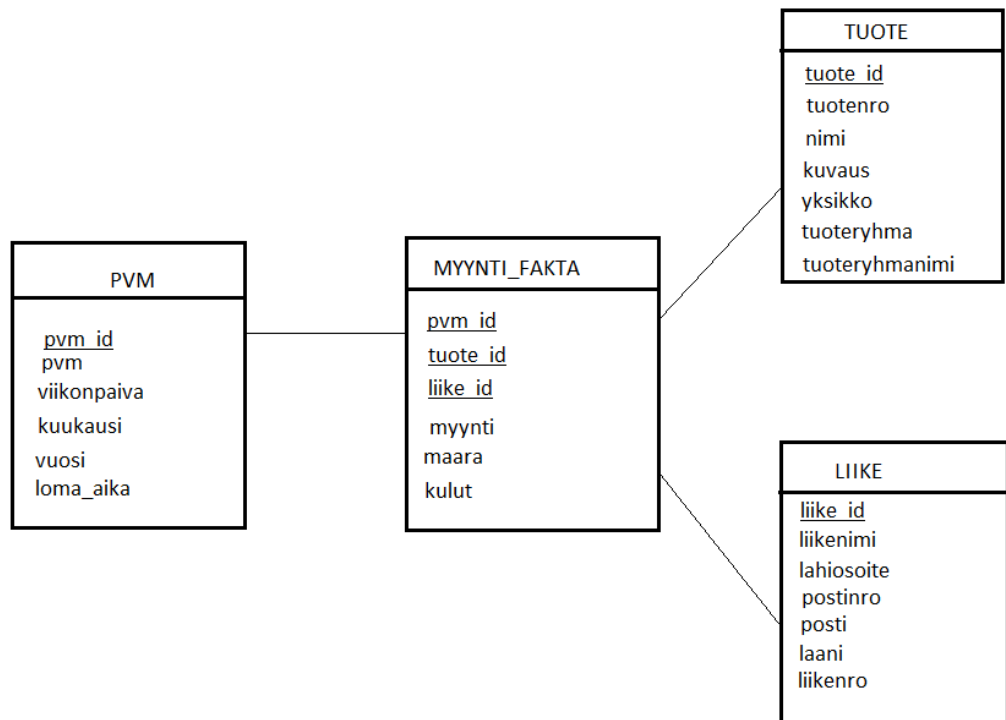 PVM
pvm_id
pvm
viikonpaiva
kuukausi
vuosi
loma_aika
MYYNTI_FAKTA
pvm_id
tuote_id
liike_id
myynti
maara
kulut
TUOTE
tuote_id
tuotenro
nimi
kuvaus
yksikko
tuoteryhma
tuoteryhmanimi
LIIKE
liike_id
liikenimi
lahiosoite
postinro
posti
laani
liikenro